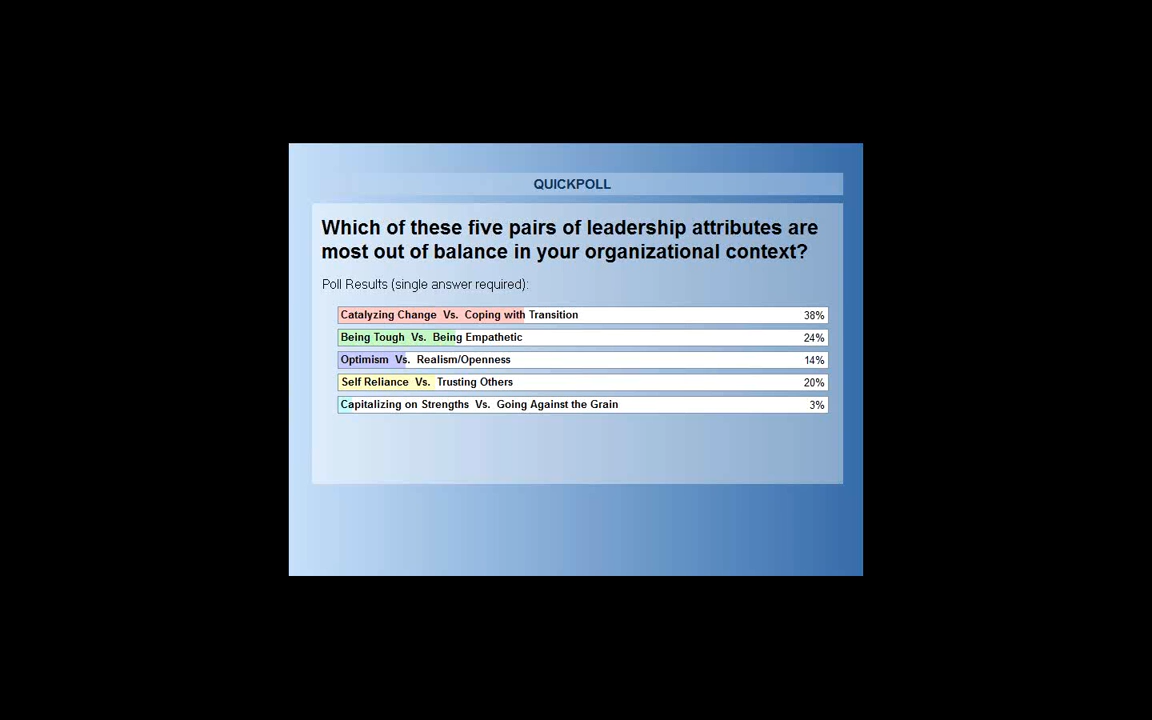 QUICKPOLL
Which of these five pairs of leadership attributes are
most out of balance in your organizational context?
Poll Results (single answer required):
Catalyzing Change Vs. Coping with Transition 38%
Being Tough Vs. Being Empathetic 24%
Optimism Vs. Realism/Openness 14%
Self Reliance Vs. Trusting Others 20%
Capitalizing on Strengths Vs. Going Against the Grain 3%